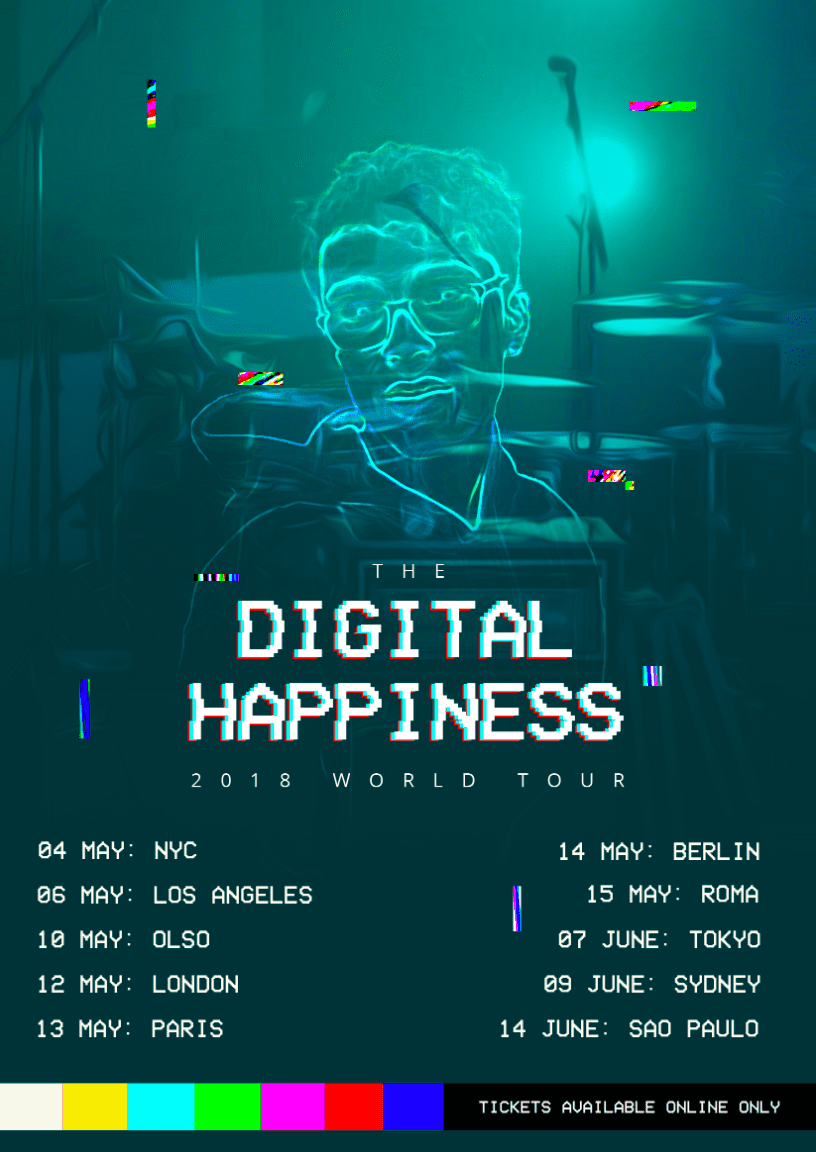 THE
DIGITAL
HAPPINESS
2018 WORLD TOUR
04 MAY: NYC
06 MAY: LOS ANGELES
10 MAY: OLSO
12 MAY: LONDON
13 MAY: PARIS
14 MAY: BERLIN
15 MAY: ROMA
07 JUNE: TOKYO
09 JUNE: SYDNEY
14 JUNE: SAO PAULO
TICKETS AVAILABLE ONLINE ONLY